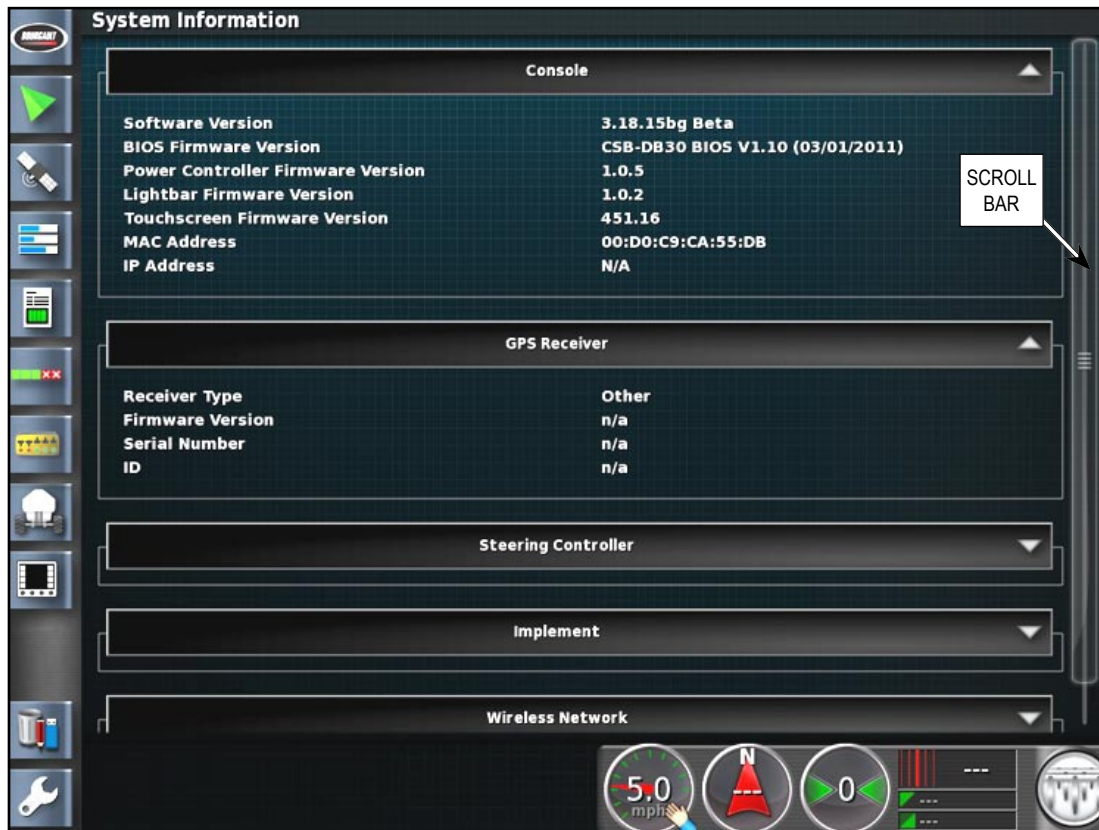 BOURGAULT
System Information
Console
Software Version 3.18.15bg Beta
BIOS Firmware Version CSB-DB30 BIOS V1.10 (03/01/2011)
Power Controller Firmware Version 1.0.5
Lightbar Firmware Version 1.0.2
Touchscreen Firmware Version 451.16
MAC Address 00:D0:C9:CA:55:DB
IP Address N/A
SCROLL
BAR
GPS Receiver
Receiver Type Other
Firmware Version n/a
Serial Number n/a
ID n/a
Steering Controller
Implement
Wireless Network
5.0
mph
N
---
0
---
---
---